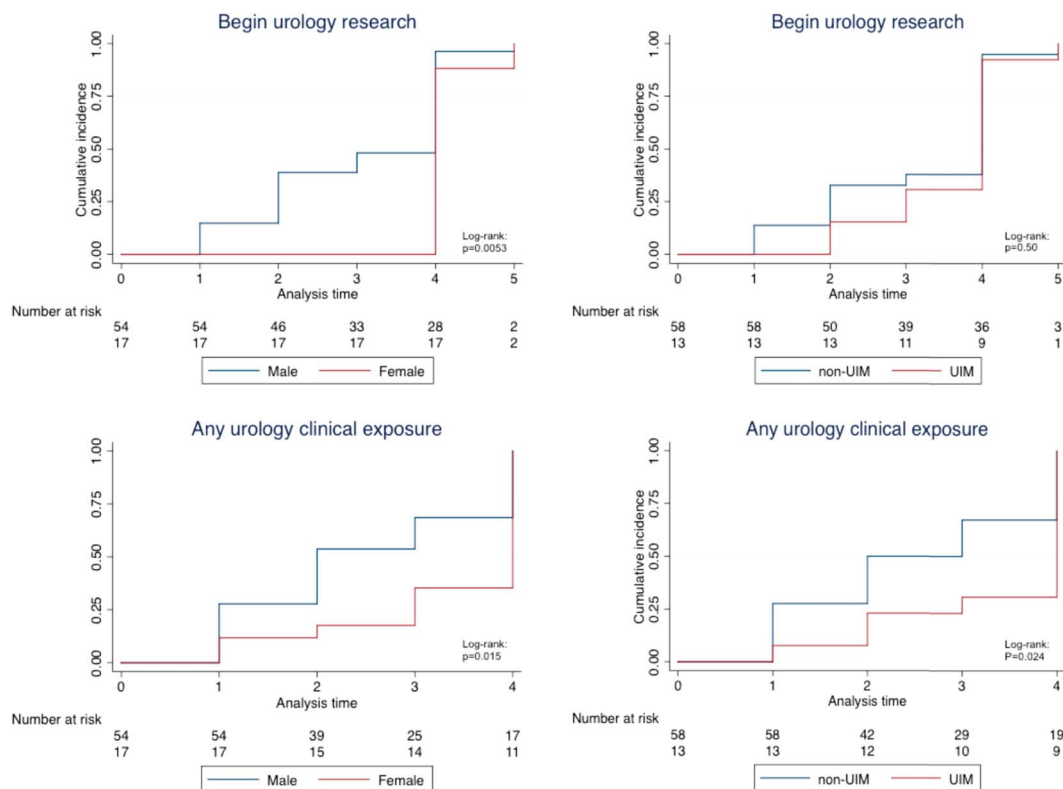 Begin urology research
Cumulative incidence
1.00
0.75
0.50
0.25
0.00
Log-rank:
p=0.0053
0 1 2 3 4 5
Analysis time
Number at risk
54 54 46 33 28 2
17 17 17 17 17 2
Male Female
Begin urology research
Cumulative incidence
1.00
0.75
0.50
0.25
0.00
Log-rank:
p=0.50
0 1 2 3 4 5
Analysis time
Number at risk
58 58 50 39 36 3
13 13 13 11 9 1
non-UIM UIM
Any urology clinical exposure
1.00
0.75
0.50
0.25
0.00
Log-rank:
p=0.015
0 1 2 3 4
Analysis time
Number at risk
54 54 39 25 17
17 17 15 14 11
Male Female
Any urology clinical exposure
Cumulative incidence
1.00
0.75
0.50
0.25
0.00
Log-rank:
P=0.024
0 1 2 3 4
Analysis time
Number at risk
58 58 42 29 19
13 13 12 10 9
non-UIM UIM